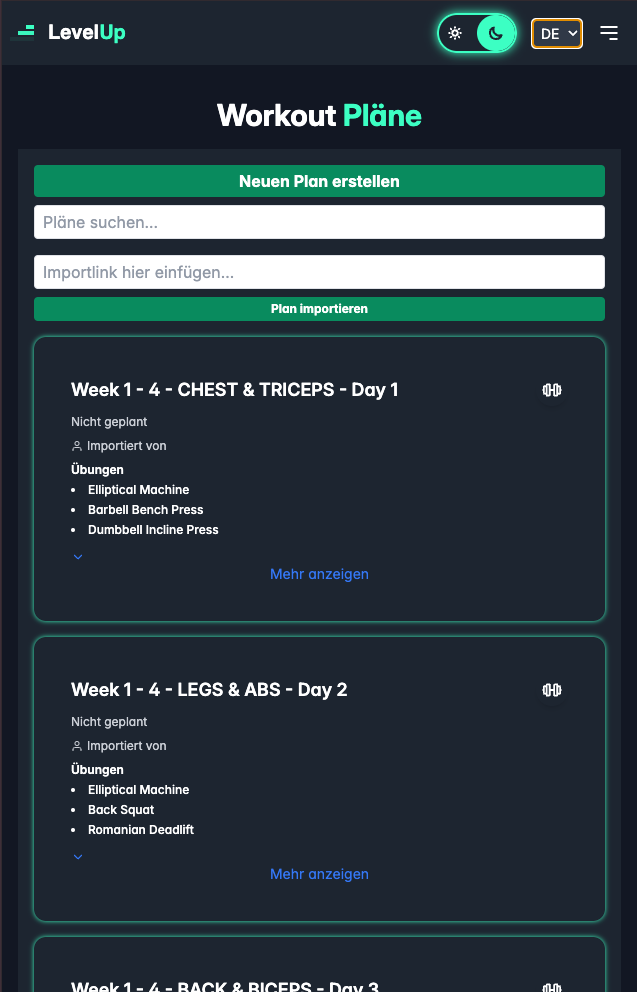 LevelUp
DE
Workout Pläne
Neuen Plan erstellen
Pläne suchen...
Importlink hier einfügen...
Plan importieren
Week 1 - 4 - CHEST & TRICEPS - Day 1
Nicht geplant
Importiert von
Übungen
Elliptical Machine
Barbell Bench Press
Dumbbell Incline Press
Mehr anzeigen
Week 1 - 4 - LEGS & ABS - Day 2
Nicht geplant
Importiert von
Übungen
Elliptical Machine
Back Squat
Romanian Deadlift
Mehr anzeigen
Week 1 - 4 - BACK & BICEPS - Day 3